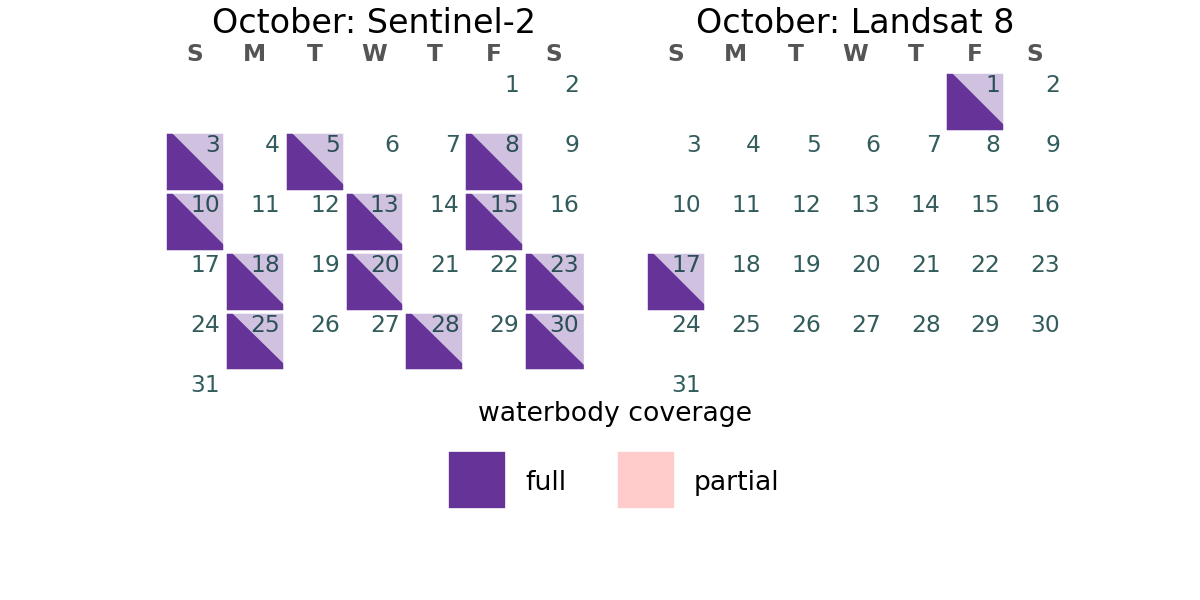 October: Sentinel-2
S M T W T F S
1 2
3 4 5 6 7 8 9
10 11 12 13 14 15 16
17 18 19 20 21 22 23
24 25 26 27 28 29 30
31
October: Landsat 8
S M T W T F S
1 2
3 4 5 6 7 8 9
10 11 12 13 14 15 16
17 18 19 20 21 22 23
24 25 26 27 28 29 30
31
waterbody coverage
full
partial